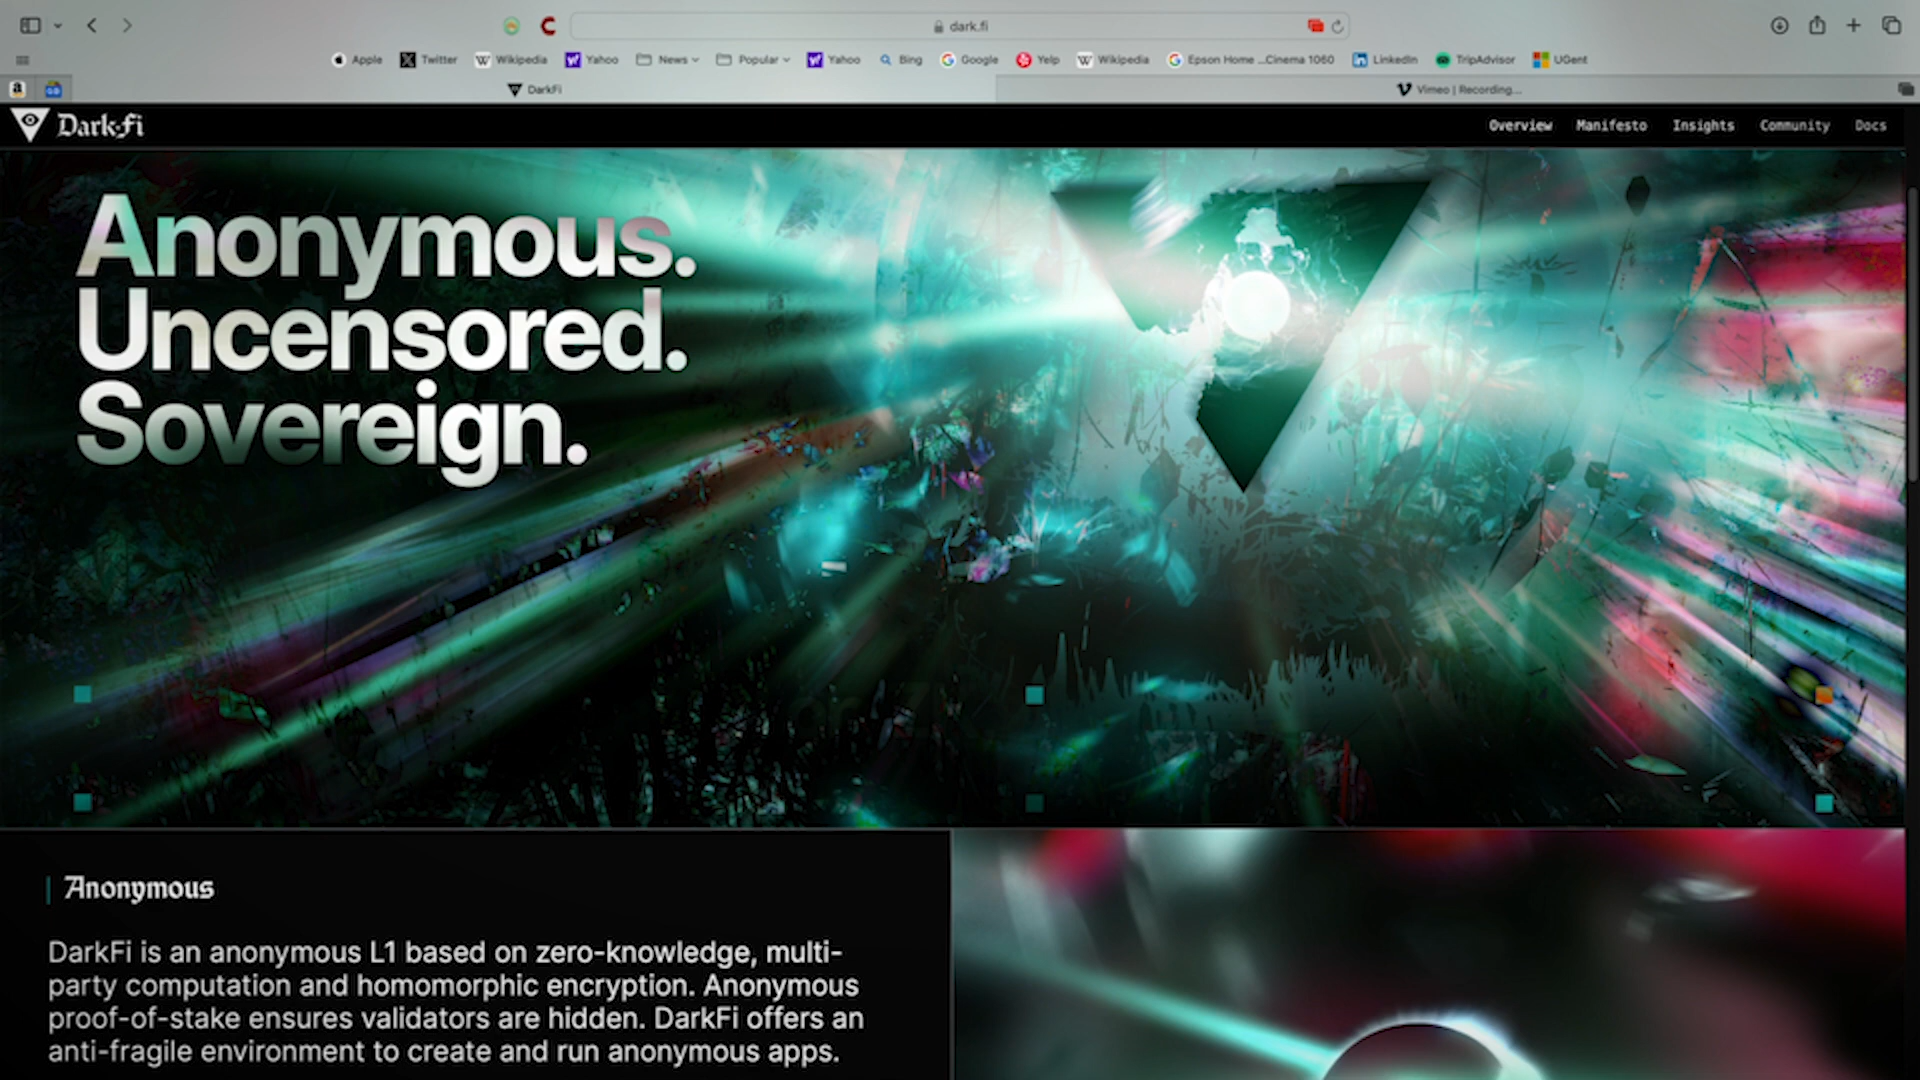 dark.fi
Apple Twitter Wikipedia Yahoo News Popular Yahoo Bing Google Yelp Wikipedia Epson Home ...Cinema 1060 LinkedIn TripAdvisor UGent
DarkFi
Vimeo | Recording...
Dark-fi
Overview Manifesto Insights Community Docs
Anonymous.
Uncensored.
Sovereign.
Anonymous
DarkFi is an anonymous L1 based on zero-knowledge, multi-
party computation and homomorphic encryption. Anonymous
proof-of-stake ensures validators are hidden. DarkFi offers an
anti-fragile environment to create and run anonymous apps.